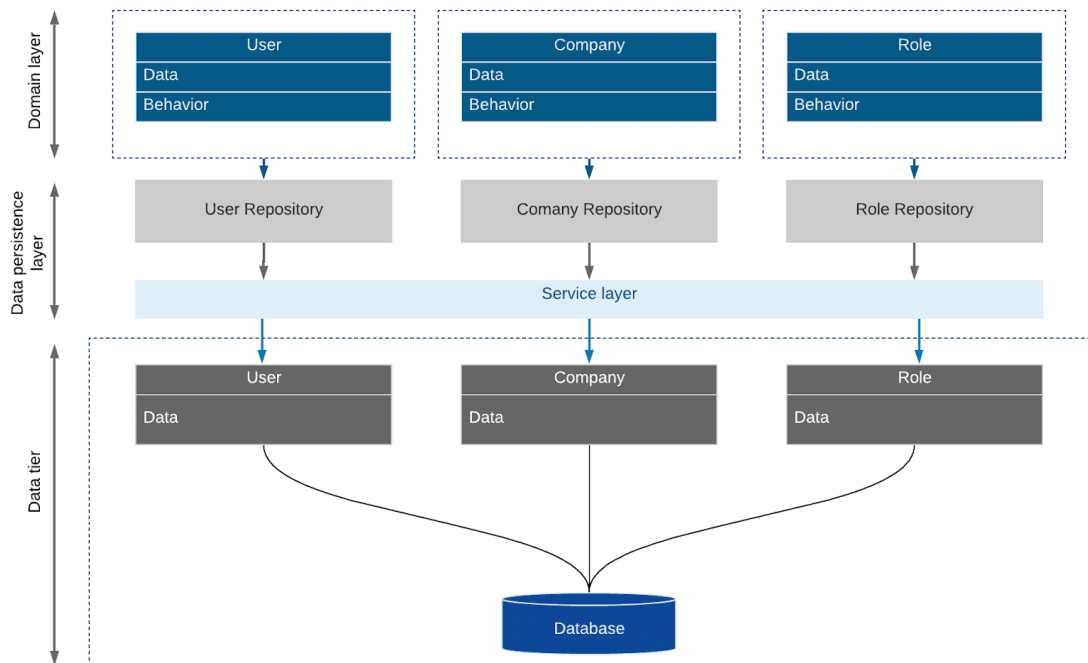 Domain layer
User
Data
Behavior
Company
Data
Behavior
Role
Data
Behavior
Data persistence
layer
User Repository
Comany Repository
Role Repository
Service layer
Data tier
User
Data
Company
Data
Role
Data
Database